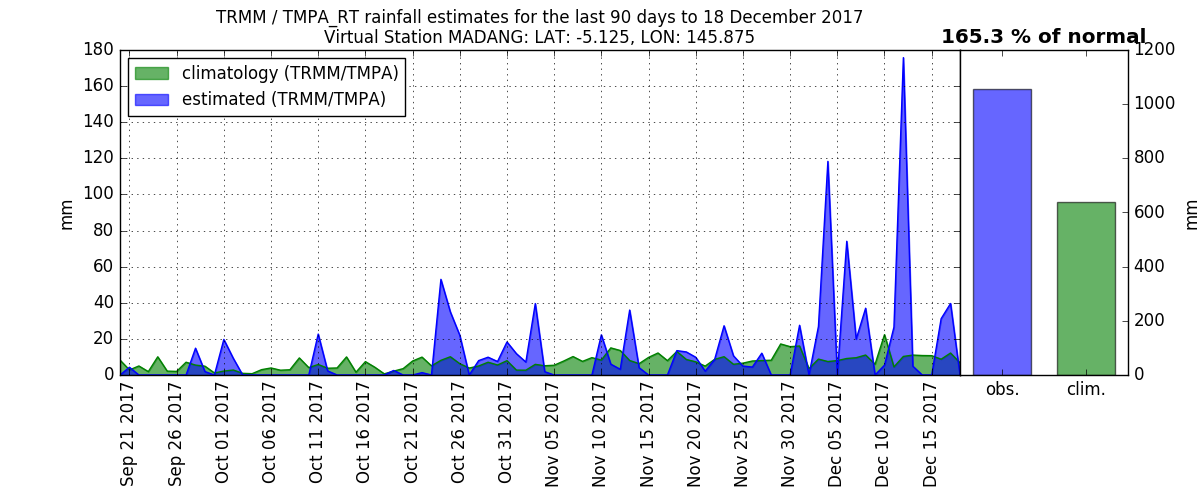 TRMM / TMPA_RT rainfall estimates for the last 90 days to 18 December 2017
Virtual Station MADANG: LAT: -5.125, LON: 145.875
165.3 % of normal
climatology (TRMM/TMPA)
estimated (TRMM/TMPA)
mm
180
160
140
120
100
80
60
40
20
0
Sep 21 2017
Sep 26 2017
Oct 01 2017
Oct 06 2017
Oct 11 2017
Oct 16 2017
Oct 21 2017
Oct 26 2017
Oct 31 2017
Nov 05 2017
Nov 10 2017
Nov 15 2017
Nov 20 2017
Nov 25 2017
Nov 30 2017
Dec 05 2017
Dec 10 2017
Dec 15 2017
obs.
clim.
1200
1000
800
600
400
200
0
mm